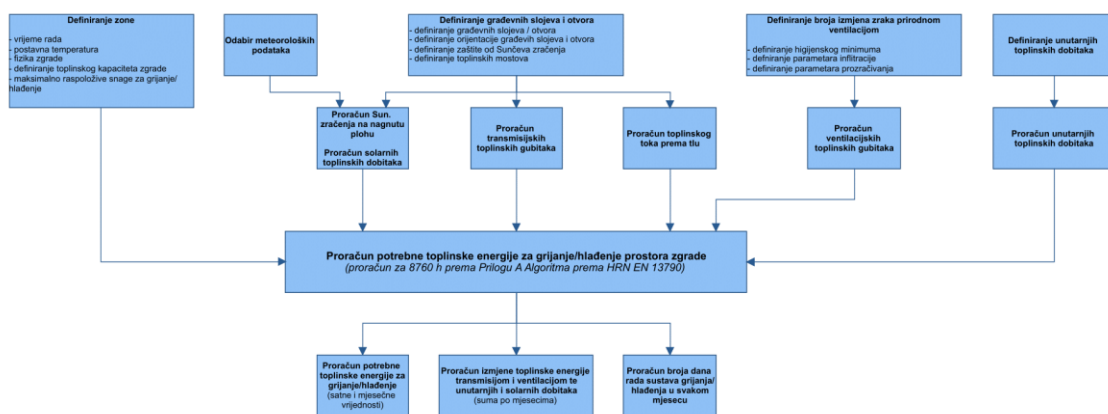 Definiranje zone
- vrijeme rada
- postavna temperatura
- fizika zgrade
- definiranje toplinskog kapaciteta zgrade
- maksimalno raspoložive snage za grijanje/
hlađenje
Odabir meteoroloških
podataka
Definiranje građevnih slojeva i otvora
- definiranje građevnih slojeva / otvora
- definiranje orijentacije građevih slojeva i otvora
- definiranje zaštite od Sunčeva zračenja
- definiranje toplinskih mostova
Definiranje broja izmjena zraka prirodnom
ventilacijom
- definiranje higijenskog minimuma
- defniranje parametara infiltracije
- definiranje parametara prozračivanja
Definiranje unutarnjih
toplinskih dobitaka
Proračun Sun.
zračenja na nagnutu
plohu
Proračun solarnih
toplinskih dobitaka
Proračun
transmisijskih
toplinskih gubitaka
Proračun toplinskog
toka prema tlu
Proračun
ventilacijskih
toplinskih gubitaka
Proračun unutarnjih
toplinskih dobitaka
Proračun potrebne toplinske energije za grijanje/hlađenje prostora zgrade
(proračun za 8760 h prema Prilogu A Algoritma prema HRN EN 13790)
Proračun potrebne
toplinske energije za
grijanje/hlađenje
(satne i mjesečne
vrijednosti)
Proračun izmjene toplinske energije
transmisijom i ventilacijom te
unutarnjih i solarnih dobitaka
(suma po mjesecima)
Proračun broja dana
rada sustava grijanja/
hlađenja u svakom
mjesecu